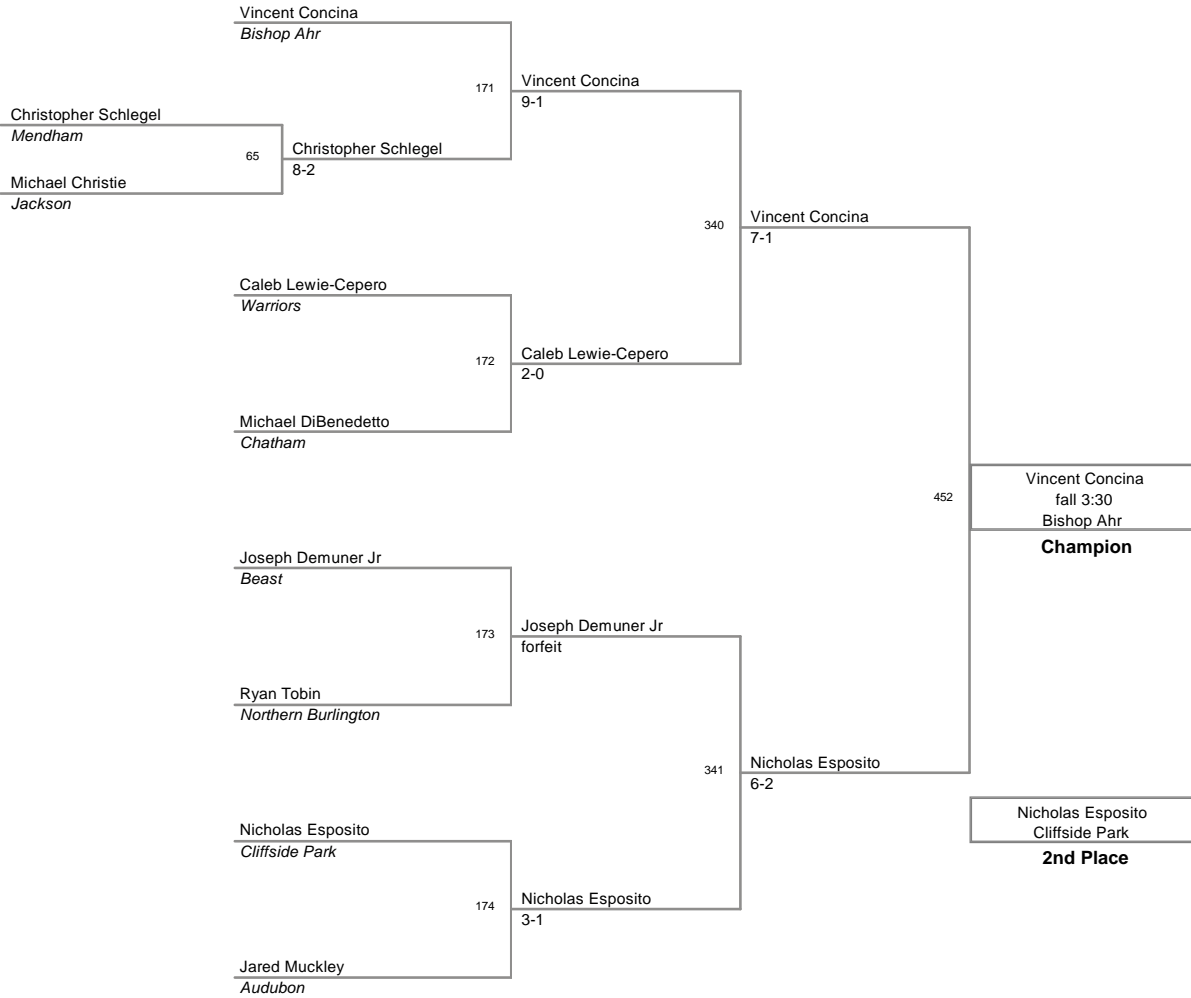 Vincent Concina
Bishop Ahr
171
Vincent Concina
9-1
Christopher Schlegel
Mendham
65
Christopher Schlegel
8-2
Michael Christie
Jackson
340
Vincent Concina
7-1
Caleb Lewie-Cepero
Warriors
172
Caleb Lewie-Cepero
2-0
Michael DiBenedetto
Chatham
452
Vincent Concina
fall 3:30
Bishop Ahr
Champion
Joseph Demuner Jr
Beast
173
Joseph Demuner Jr
forfeit
Ryan Tobin
Northern Burlington
341
Nicholas Esposito
6-2
Nicholas Esposito
Cliffside Park
2nd Place
Nicholas Esposito
Cliffside Park
174
Nicholas Esposito
3-1
Jared Muckley
Audubon